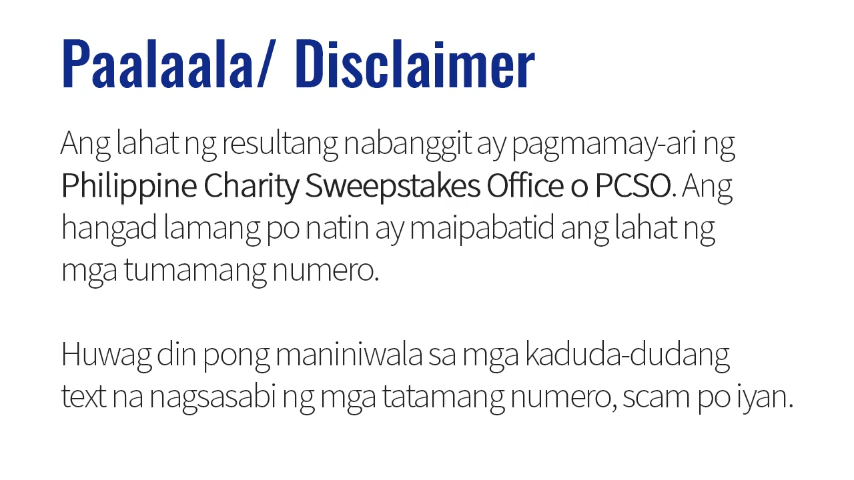 Paalaala/ Disclaimer
Ang lahat ng resultang nabanggit ay pagmamay-ari ng
Philippine Charity Sweepstakes Office o PCSO. Ang
hangad lamang po natin ay maipabatid ang lahat ng
mga tumamang numero.
Huwag din pong maniniwala sa mga kaduda-dudang
text na nagsasabi ng mga tatamang numero, scam po iyan.